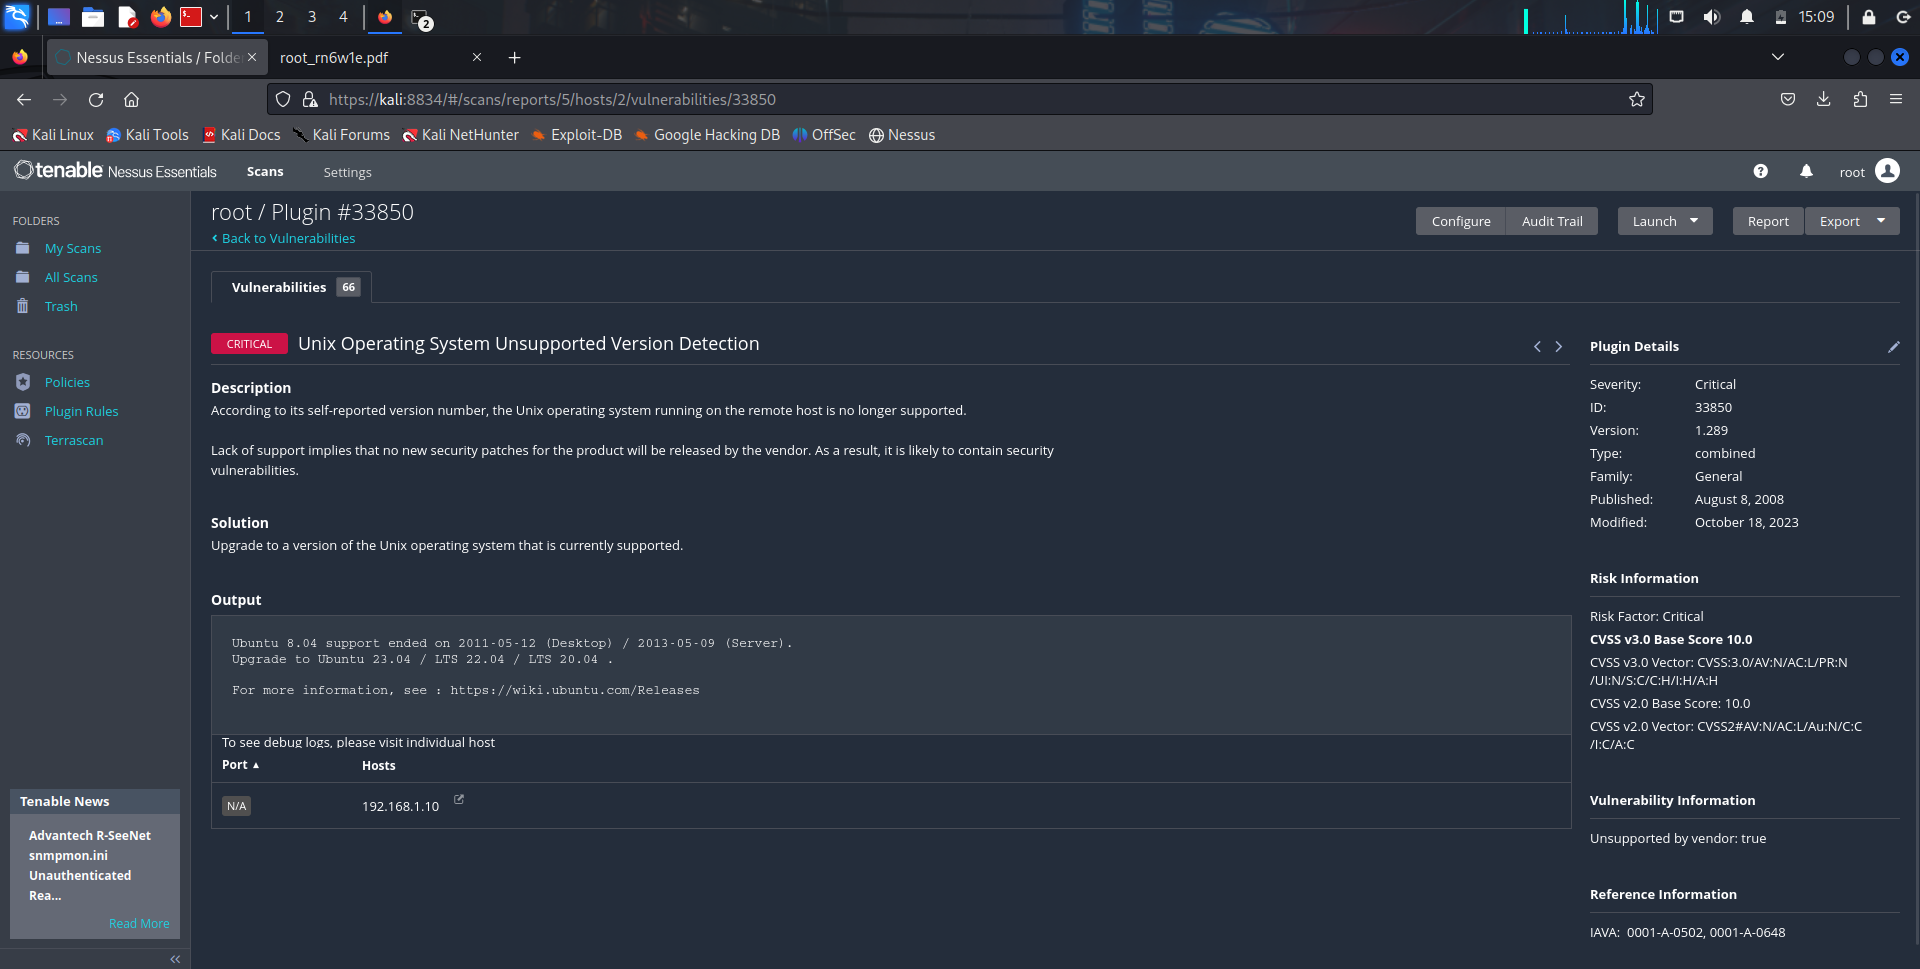 1 2 3 4
2
15:09
Nessus Essentials / Folde
root_rn6w1e.pdf
https://kali:8834/#/scans/reports/5/hosts/2/vulnerabilities/33850
Kali Linux Kali Tools Kali Docs Kali Forums Kali NetHunter Exploit-DB Google Hacking DB OffSec Nessus
tenable Nessus Essentials Scans Settings root
FOLDERS
My Scans
All Scans
Trash
RESOURCES
Policies
Plugin Rules
Terrascan
Tenable News
Advantech R-SeeNet
snmpmon.ini
Unauthenticated
Rea...
Read More
root / Plugin #33850
Back to Vulnerabilities
Configure Audit Trail Launch Report Export
Vulnerabilities 66
CRITICAL Unix Operating System Unsupported Version Detection
Description
According to its self-reported version number, the Unix operating system running on the remote host is no longer supported.
Lack of support implies that no new security patches for the product will be released by the vendor. As a result, it is likely to contain security
vulnerabilities.
Solution
Upgrade to a version of the Unix operating system that is currently supported.
Output
Ubuntu 8.04 support ended on 2011-05-12 (Desktop) / 2013-05-09 (Server).
Upgrade to Ubuntu 23.04 / LTS 22.04 / LTS 20.04 .
For more information, see : https://wiki.ubuntu.com/Releases
To see debug logs, please visit individual host
Port Hosts
N/A 192.168.1.10
Plugin Details
Severity: Critical
ID: 33850
Version: 1.289
Type: combined
Family: General
Published: August 8, 2008
Modified: October 18, 2023
Risk Information
Risk Factor: Critical
CVSS v3.0 Base Score 10.0
CVSS v3.0 Vector: CVSS:3.0/AV:N/AC:L/PR:N
/UI:N/S:C/C:H/I:H/A:H
CVSS v2.0 Base Score: 10.0
CVSS v2.0 Vector: CVSS2#AV:N/AC:L/Au:N/C:C
/I:C/A:C
Vulnerability Information
Unsupported by vendor: true
Reference Information
IAVA: 0001-A-0502, 0001-A-0648